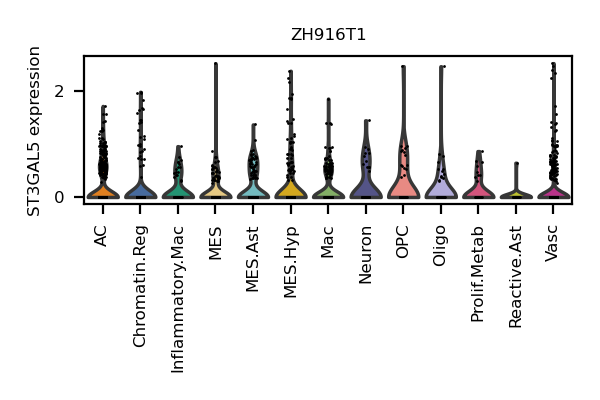 ZH916T1
ST3GAL5 expression
2
0
AC
Chromatin.Reg
Inflammatory.Mac
MES
MES.Ast
MES.Hyp
Mac
Neuron
OPC
Oligo
Prolif.Metab
Reactive.Ast
Vasc